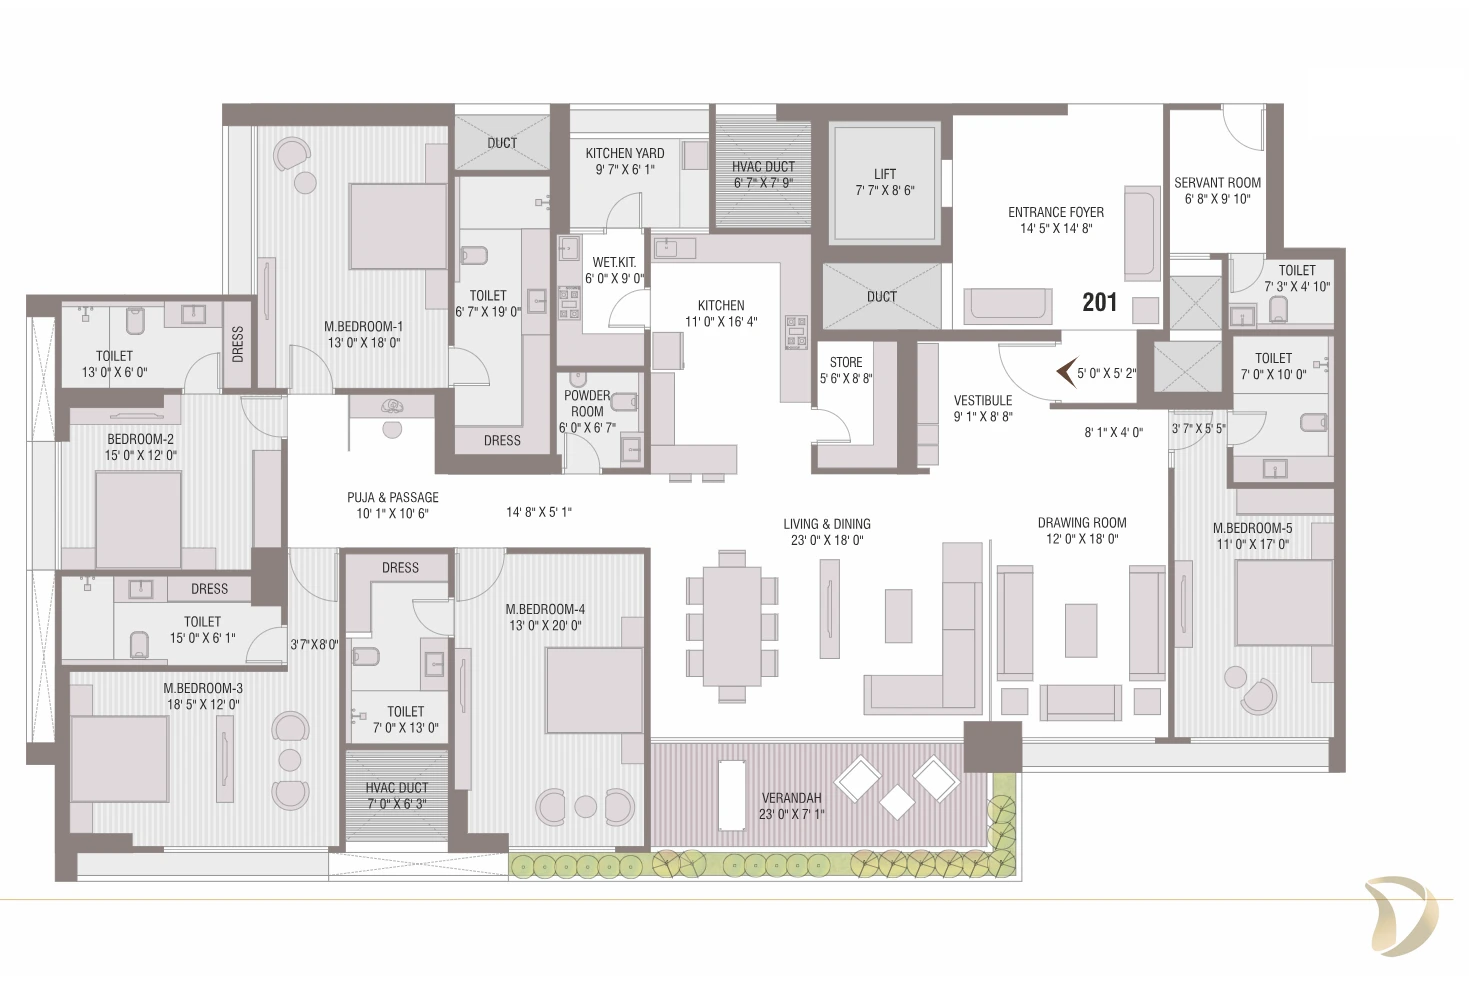 DUCT
KITCHEN YARD
9' 7" X 6' 1"
HVAC DUCT
6' 7" X 7' 9"
LIFT
7' 7" X 8' 6"
ENTRANCE FOYER
14' 5" X 14' 8"
SERVANT ROOM
6' 8" X 9' 10"
WET.KIT.
6' 0" X 9' 0"
TOILET
7' 3" X 4' 10"
TOILET
6' 7" X 19' 0"
DUCT
201
KITCHEN
11' 0" X 16' 4"
M.BEDROOM-1
13' 0" X 18' 0"
DRESS
TOILET
13' 0" X 6' 0"
STORE
5' 6" X 8' 8"
5' 0" X 5' 2"
TOILET
7' 0" X 10' 0"
POWDER
ROOM
6' 0" X 6' 7"
VESTIBULE
9' 1" X 8' 8"
8' 1" X 4' 0"
3' 7" X 5' 5"
BEDROOM-2
15' 0" X 12' 0"
DRESS
PUJA & PASSAGE
10' 1" X 10' 6"
14' 8" X 5' 1"
LIVING & DINING
23' 0" X 18' 0"
DRAWING ROOM
12' 0" X 18' 0"
M.BEDROOM-5
11' 0" X 17' 0"
DRESS
DRESS
TOILET
15' 0" X 6' 1"
3' 7" X 8' 0"
M.BEDROOM-4
13' 0" X 20' 0"
M.BEDROOM-3
18' 5" X 12' 0"
TOILET
7' 0" X 13' 0"
HVAC DUCT
7' 0" X 6' 3"
VERANDAH
23' 0" X 7' 1"